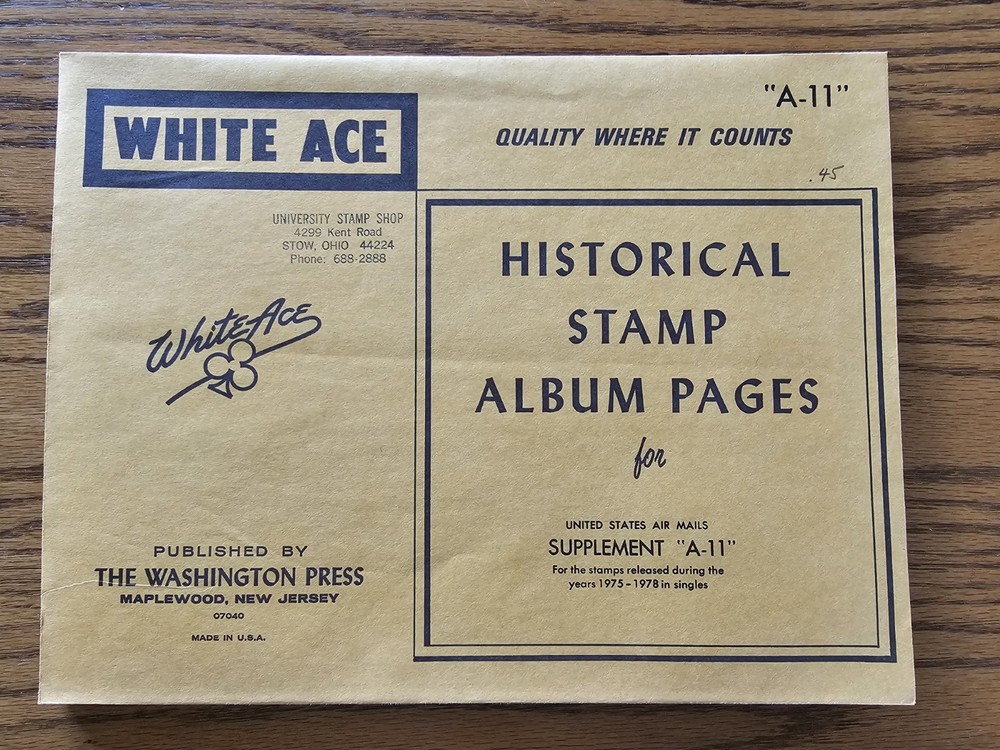 "A-11"
WHITE ACE
QUALITY WHERE IT COUNTS
.45
UNIVERSITY STAMP SHOP
4299 Kent Road
STOW, OHIO 44224
Phone: 688-2888
White Ace
HISTORICAL
STAMP
ALBUM PAGES
for
UNITED STATES AIR MAILS
SUPPLEMENT "A-11"
For the stamps released during the
years 1975-1978 in singles
PUBLISHED BY
THE WASHINGTON PRESS
MAPLEWOOD, NEW JERSEY
07040
MADE IN U.S.A.